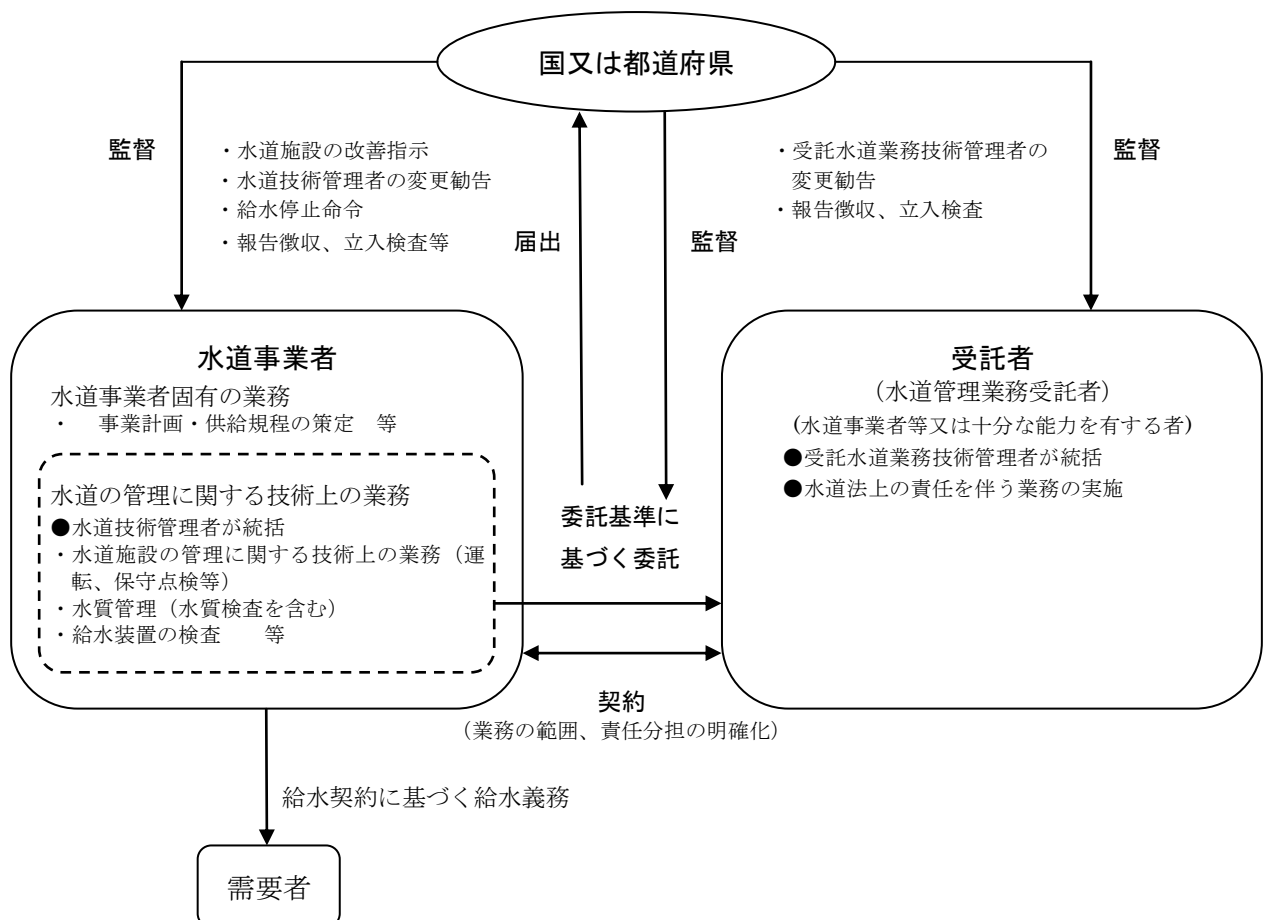 国又は都道府県
監督
・水道施設の改善指示
・水道技術管理者の変更勧告
・給水停止命令
・報告徴収、立入検査等
届出
監督
・受託水道業務技術管理者の
変更勧告
・報告徴収、立入検査
監督
水道事業者
水道事業者固有の業務
・　事業計画・供給規程の策定　等
水道の管理に関する技術上の業務
●水道技術管理者が統括
・水道施設の管理に関する技術上の業務（運
転、保守点検等）
・水質管理（水質検査を含む）
・給水装置の検査　　等
委託基準に
基づく委託
受託者
（水道管理業務受託者）
(水道事業者等又は十分な能力を有する者)
●受託水道業務技術管理者が統括
●水道法上の責任を伴う業務の実施
契約
（業務の範囲、責任分担の明確化）
給水契約に基づく給水義務
需要者